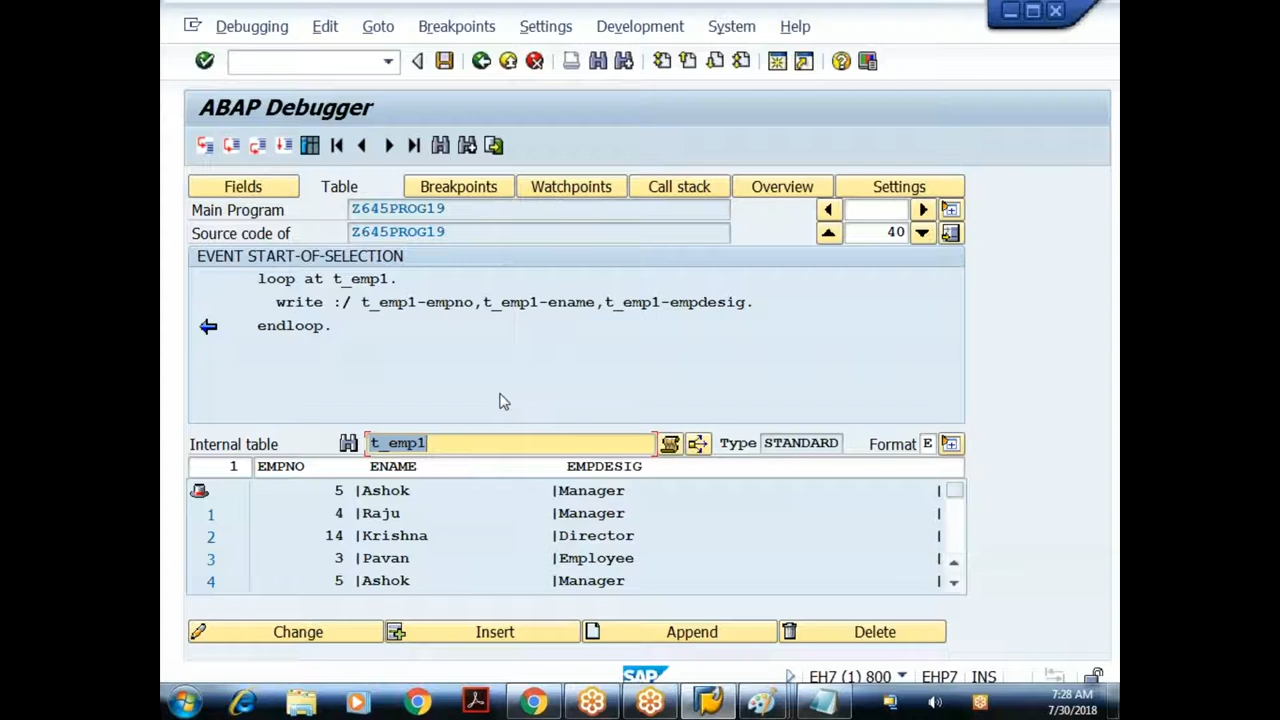 Debugging Edit Goto Breakpoints Settings Development System Help
ABAP Debugger
Fields Table Breakpoints Watchpoints Call stack Overview Settings
Main Program Z645PROG19
Source code of Z645PROG19 40
EVENT START-OF-SELECTION
loop at t_emp1.
write :/ t_emp1-empno,t_emp1-ename,t_emp1-empdesig.
endloop.
Internal table t_emp1 Type STANDARD Format E
1 EMPNO ENAME EMPDESIG
5 |Ashok |Manager |
1 4 |Raju |Manager |
2 14 |Krishna |Director |
3 3 |Pavan |Employee |
4 5 |Ashok |Manager |
Change Insert Append Delete
SAP EH7 (1) 800 EHP7 INS
7:28 AM
7/30/2018